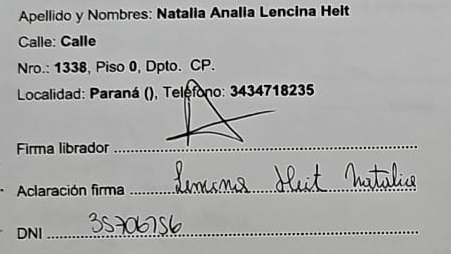 Apellido y Nombres: Natalia Analia Lencina Helt
Calle: Calle
Nro.: 1338, Piso 0, Dpto. CP.
Localidad: Paraná (), Teléfono: 3434718235
Firma librador
Aclaración firma Lencina Heit Natalia
DNI 35706756